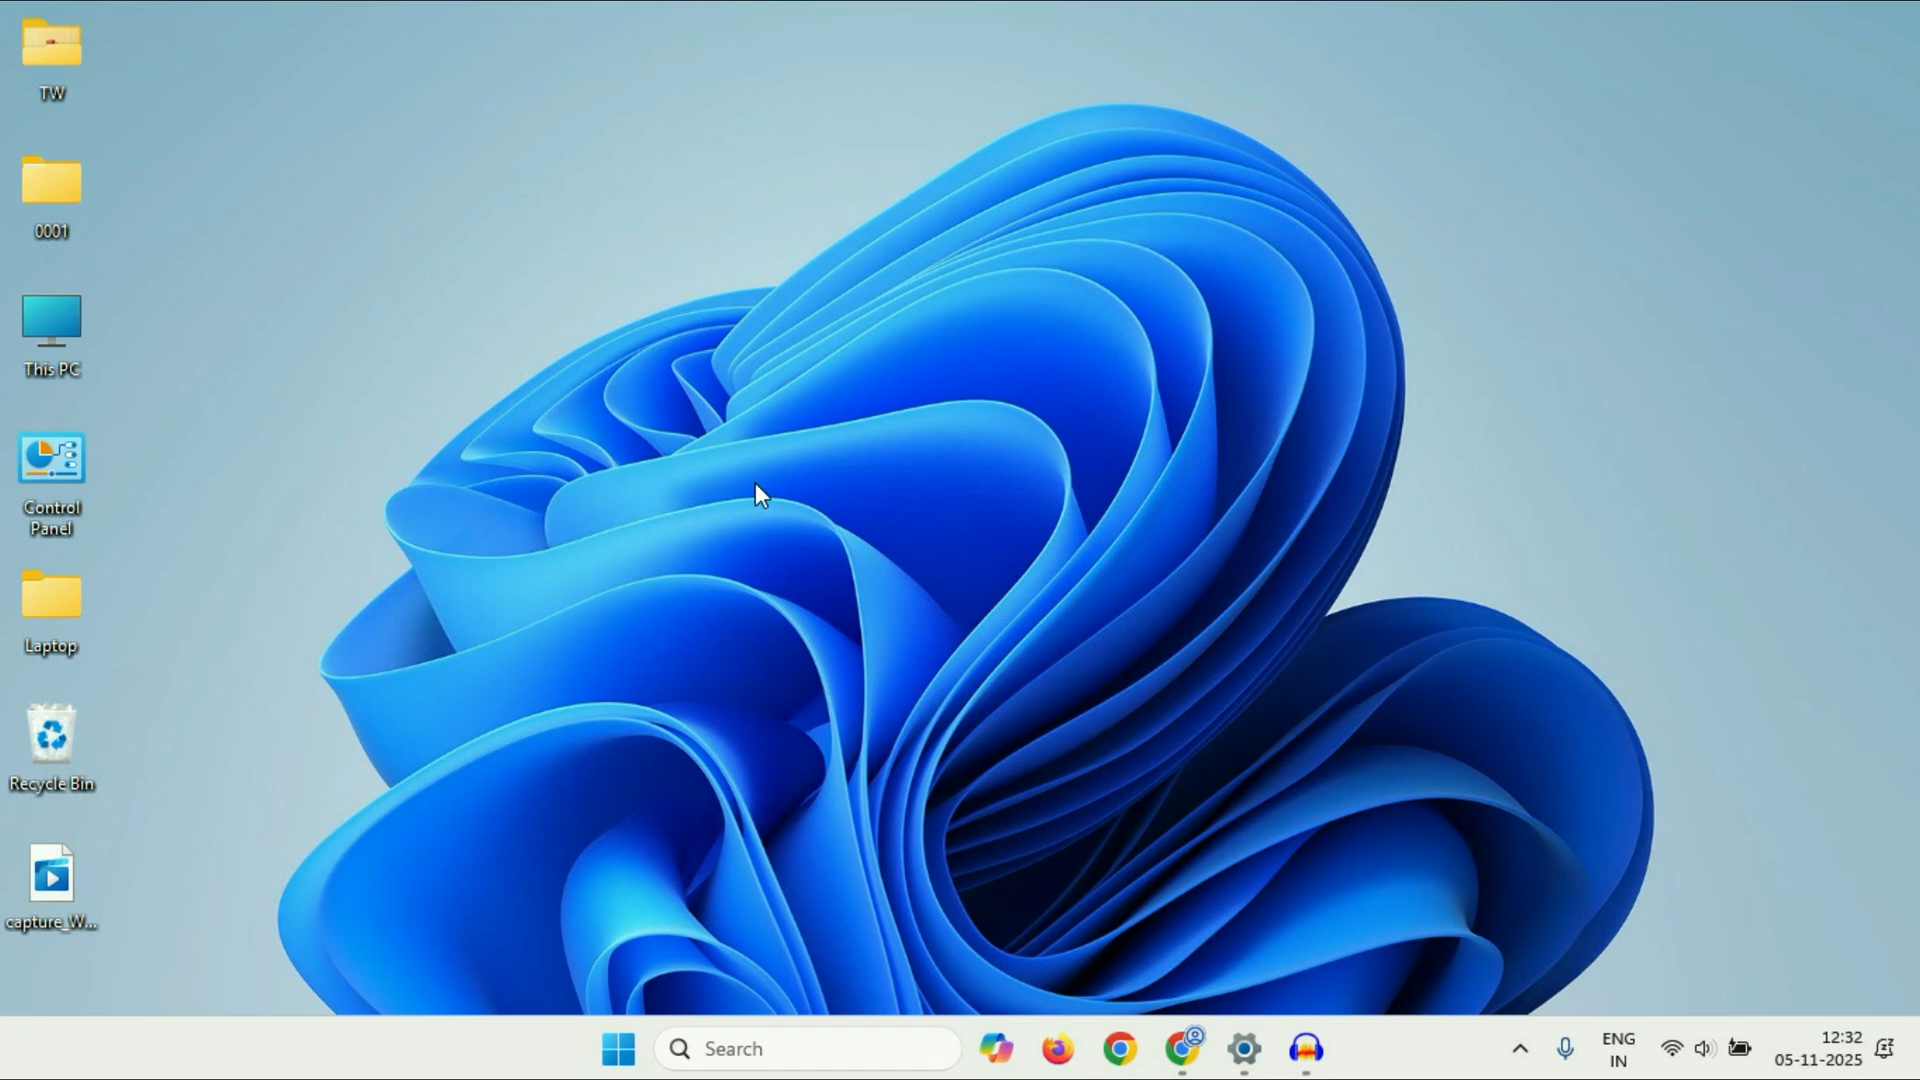 TW
0001
This PC
Control
Panel
Laptop
Recycle Bin
capture_W...
Search
ENG
IN
12:32
05-11-2025